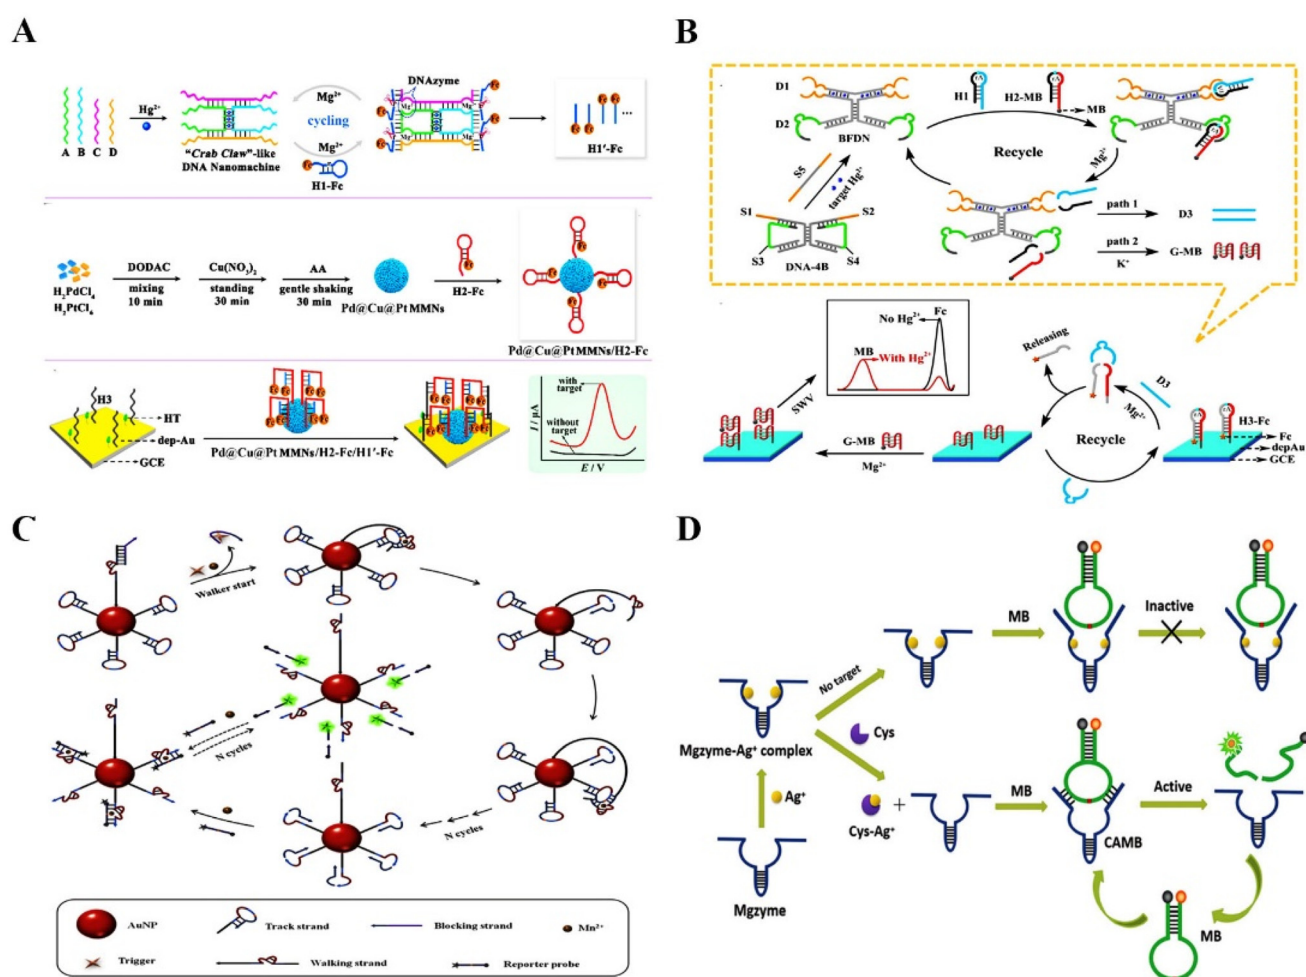 A
Hg²⁺
A B C D
"Crab Claw"-like
DNA Nanomachine
Mg²⁺
cycling
Mg²⁺
H1-Fc
DNAzyme
Fc
Mg²⁺
H1'-Fc
H₂PdCl₄
H₂PtCl₆
DODAC
mixing
10 min
Cu(NO₃)₂
standing
30 min
AA
gentle shaking
30 min
Pd@Cu@Pt MMNs
H2-Fc
Fc
Pd@Cu@Pt MMNs/H2-Fc
H3
HT
dep-Au
GCE
Pd@Cu@Pt MMNs/H2-Fc/H1'-Fc
with
target
without
target
I / μA
E / V
B
D1
D2
BFDN
H1
H2-MB
MB
Recycle
Mg²⁺
S5
target Hg²⁺
S1
S2
S3
S4
DNA-4B
path 1
D3
path 2
K⁺
G-MB
No Hg²⁺
Fc
MB
With Hg²⁺
SWV
G-MB
Mg²⁺
Releasing
D3
Mg²⁺
Recycle
H3-Fc
Fc
depAu
GCE
C
Walker start
N cycles
N cycles
AuNP
Track strand
Blocking strand
Mn²⁺
Trigger
Walking strand
Reporter probe
D
Mgzyme-Ag⁺ complex
Ag⁺
Mgzyme
No target
Cys
Cys-Ag⁺
+
MB
Inactive
MB
CAMB
Active
MB